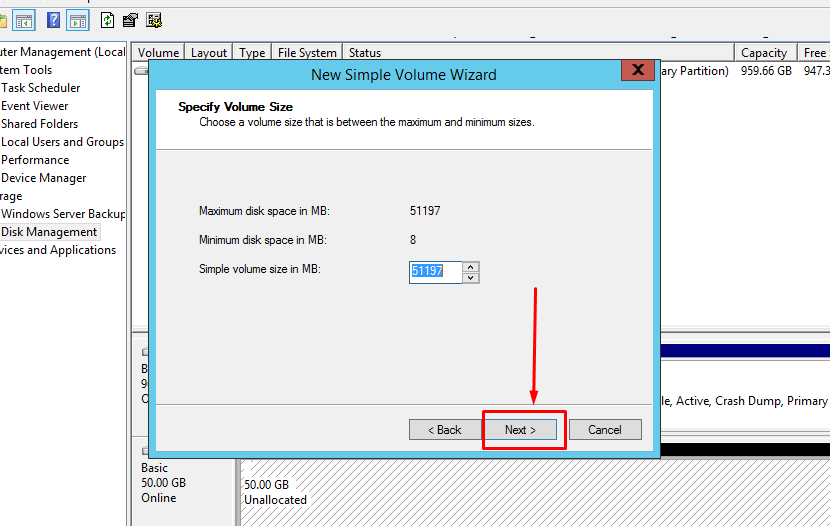 uter Management (Local
tem Tools
Task Scheduler
Event Viewer
Shared Folders
Local Users and Groups
Performance
Device Manager
rage
Windows Server Backup
Disk Management
vices and Applications
Volume Layout Type File System Status Capacity Free
ary Partition) 959.66 GB 947.3
New Simple Volume Wizard
Specify Volume Size
Choose a volume size that is between the maximum and minimum sizes.
Maximum disk space in MB: 51197
Minimum disk space in MB: 8
Simple volume size in MB: 51197
< Back Next > Cancel
B
9
O
le, Active, Crash Dump, Primary
Basic
50.00 GB
Online
50.00 GB
Unallocated